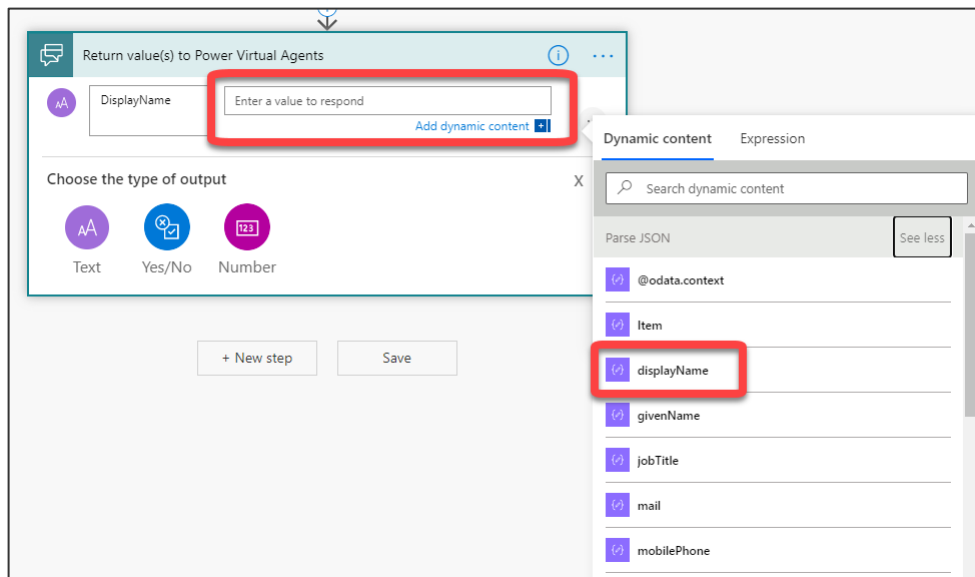 Return value(s) to Power Virtual Agents
DisplayName
Enter a value to respond
Add dynamic content
Choose the type of output
X
AA
123
Text
Yes/No
Number
+ New step
Save
Dynamic content
Expression
Search dynamic content
Parse JSON
See less
@odata.context
Item
displayName
givenName
jobTitle
mail
mobilePhone